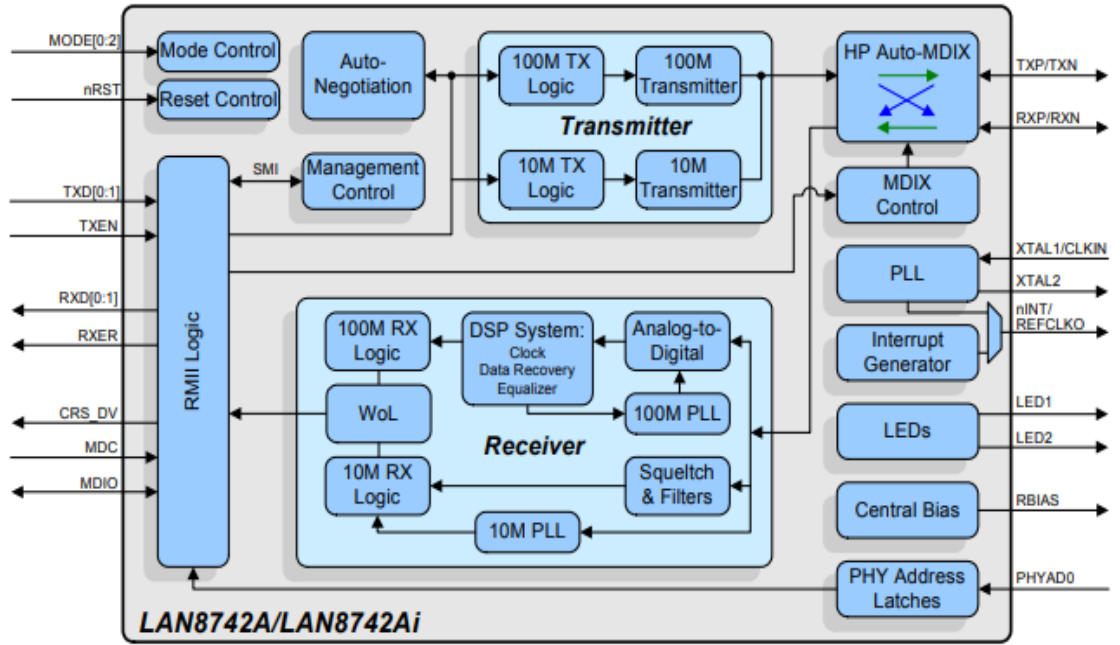 MODE[0:2]
nRST
TXD[0:1]
TXEN
RXD[0:1]
RXER
CRS_DV
MDC
MDIO
Mode Control
Reset Control
Auto-
Negotiation
SMI
Management
Control
RMII Logic
100M TX
Logic
100M
Transmitter
Transmitter
10M TX
Logic
10M
Transmitter
HP Auto-MDIX
MDIX
Control
PLL
Interrupt
Generator
LEDs
Central Bias
PHY Address
Latches
100M RX
Logic
DSP System:
Clock
Data Recovery
Equalizer
Analog-to-
Digital
WoL
100M PLL
Receiver
10M RX
Logic
Squeltch
& Filters
10M PLL
TXP/TXN
RXP/RXN
XTAL1/CLKIN
XTAL2
nINT/
REFCLKO
LED1
LED2
RBIAS
PHYAD0
LAN8742A/LAN8742Ai